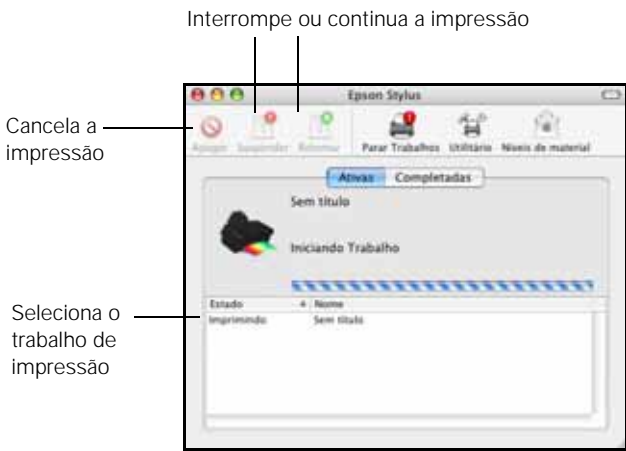 Interrompe ou continua a impressão
Epson Stylus
Cancela a
impressão
Apagar Suspender Retomar Parar Trabalhos Utilitário Níveis de material
Ativas Completadas
Sem título
Iniciando Trabalho
Seleciona o
trabalho de
impressão
Estado Nome
Imprimindo Sem título